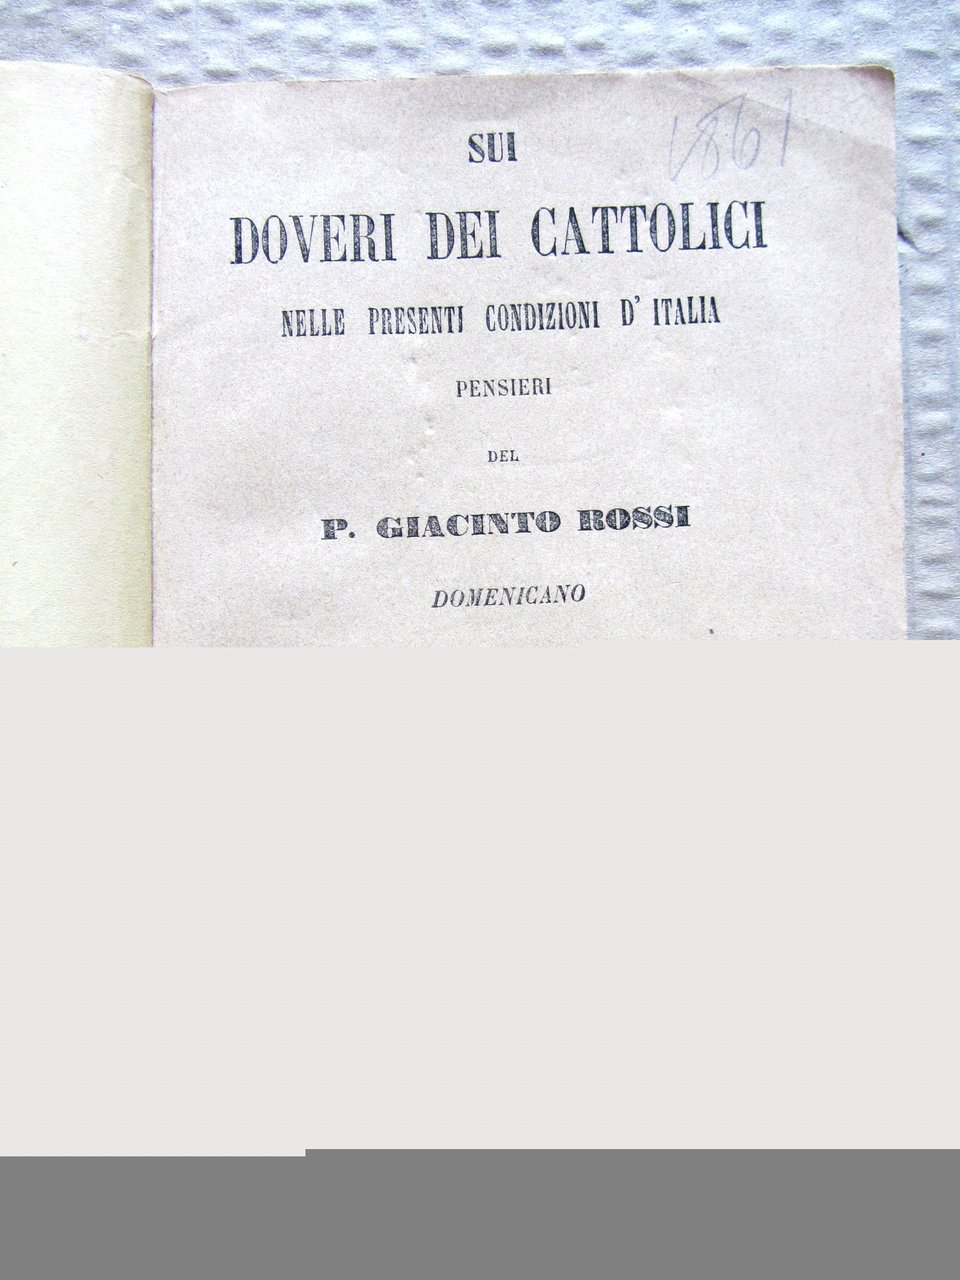 1861
SUI
DOVERI DEI CATTOLICI
NELLE PRESENTI CONDIZIONI D' ITALIA
PENSIERI
DEL
P. GIACINTO ROSSI
DOMENICANO